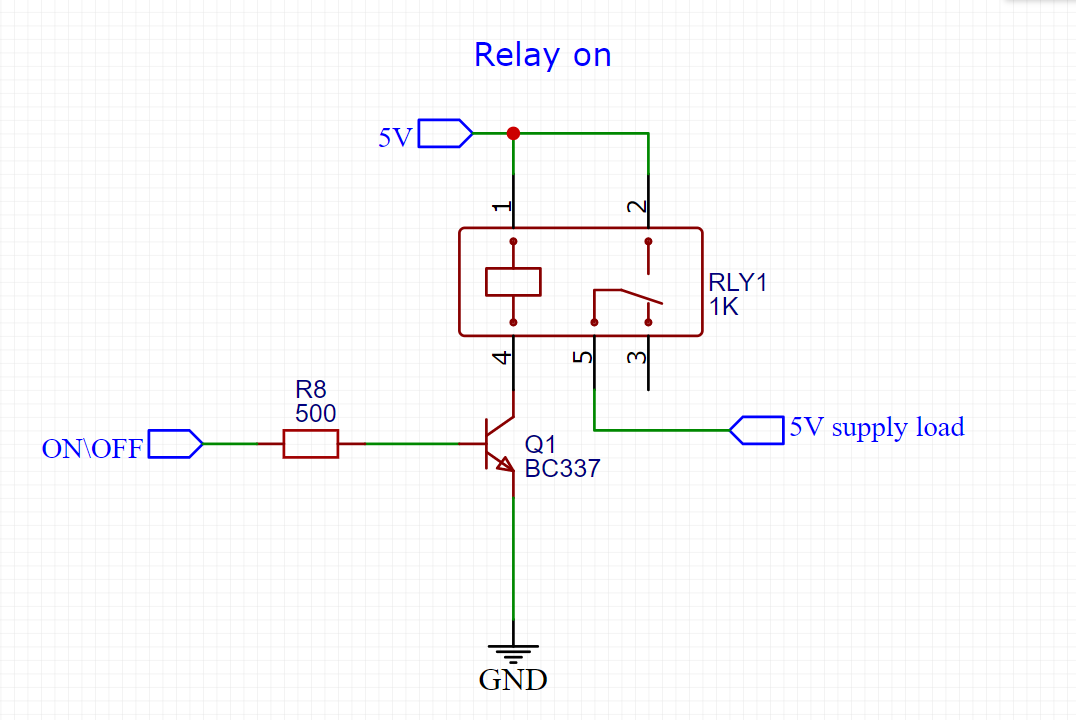 Relay on
5V
1
2
RLY1
1K
4
5
3
R8
500
ON\OFF
Q1
BC337
5V supply load
GND